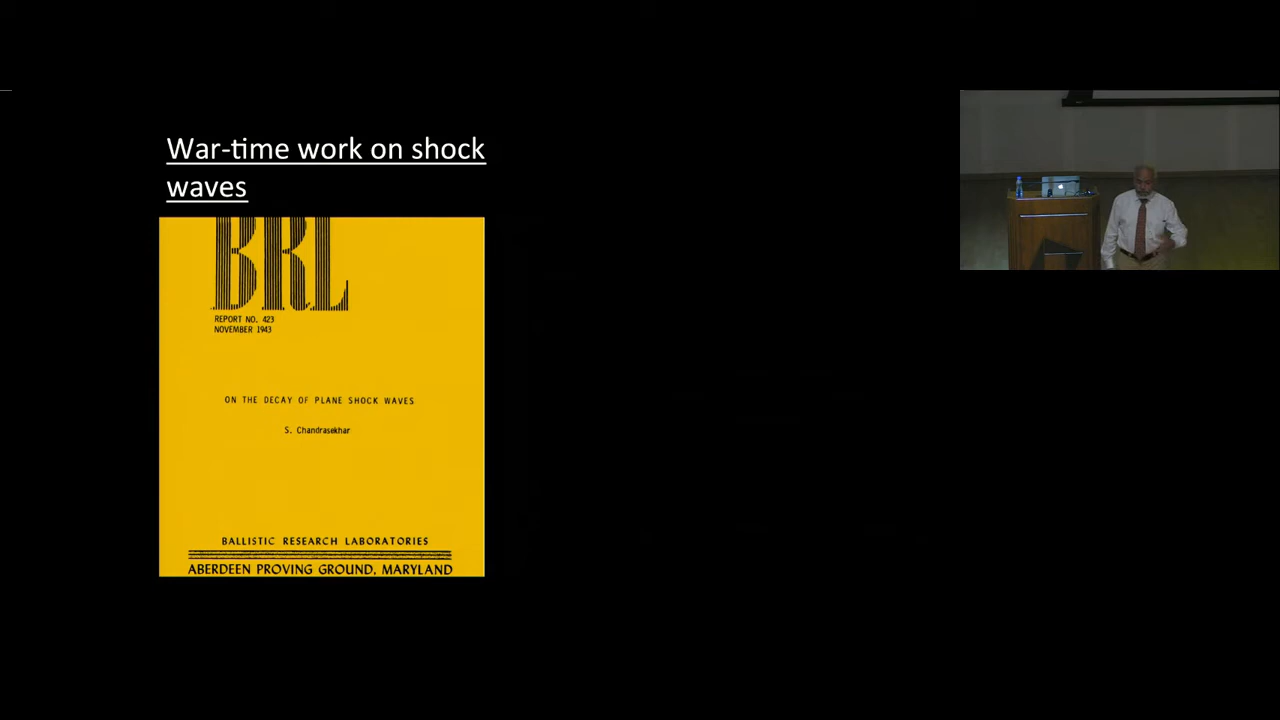 War-time work on shock
waves
BRL
REPORT NO. 423
NOVEMBER 1943
ON THE DECAY OF PLANE SHOCK WAVES
S. Chandrasekhar
BALLISTIC RESEARCH LABORATORIES
ABERDEEN PROVING GROUND, MARYLAND